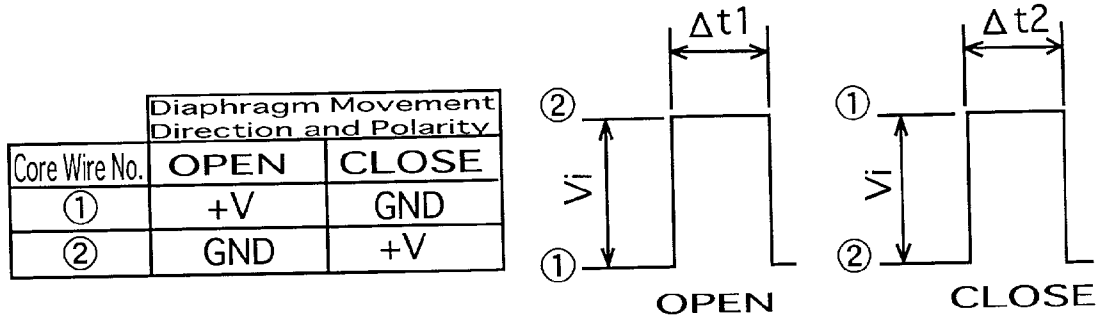 Diaphragm Movement
Direction and Polarity
Core Wire No. OPEN CLOSE
① +V GND
② GND +V
Δt1
②
Vi
①
OPEN
Δt2
①
Vi
②
CLOSE